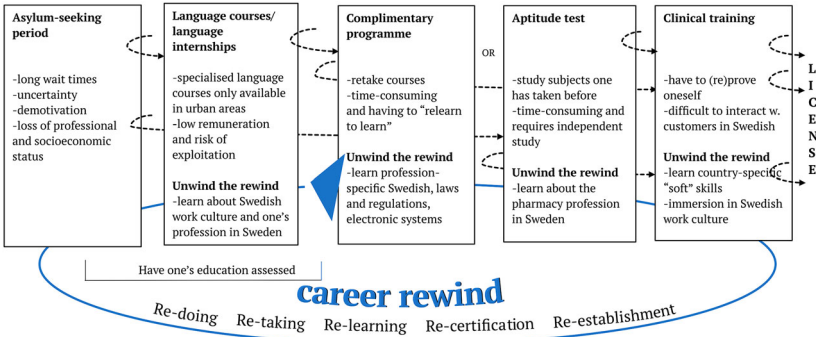 Asylum-seeking
period
-long wait times
-uncertainty
-demotivation
-loss of professional
and socioeconomic
status
Language courses/
language
internships
-specialised language
courses only available
in urban areas
-low remuneration
and risk of
exploitation
Unwind the rewind
-learn about Swedish
work culture and one's
profession in Sweden
Complimentary
programme
-retake courses
-time-consuming
and having to "relearn
to learn"
Unwind the rewind
-learn profession-
specific Swedish, laws
and regulations,
electronic systems
OR
Aptitude test
-study subjects one
has taken before
-time-consuming and
requires independent
study
Unwind the rewind
-learn about the
pharmacy profession
in Sweden
Clinical training
-have to (re)prove
oneself
-difficult to interact w.
customers in Swedish
Unwind the rewind
-learn country-specific
"soft" skills
-immersion in Swedish
work culture
LICENSE
Have one's education assessed
career rewind
Re-doing Re-taking Re-learning Re-certification Re-establishment